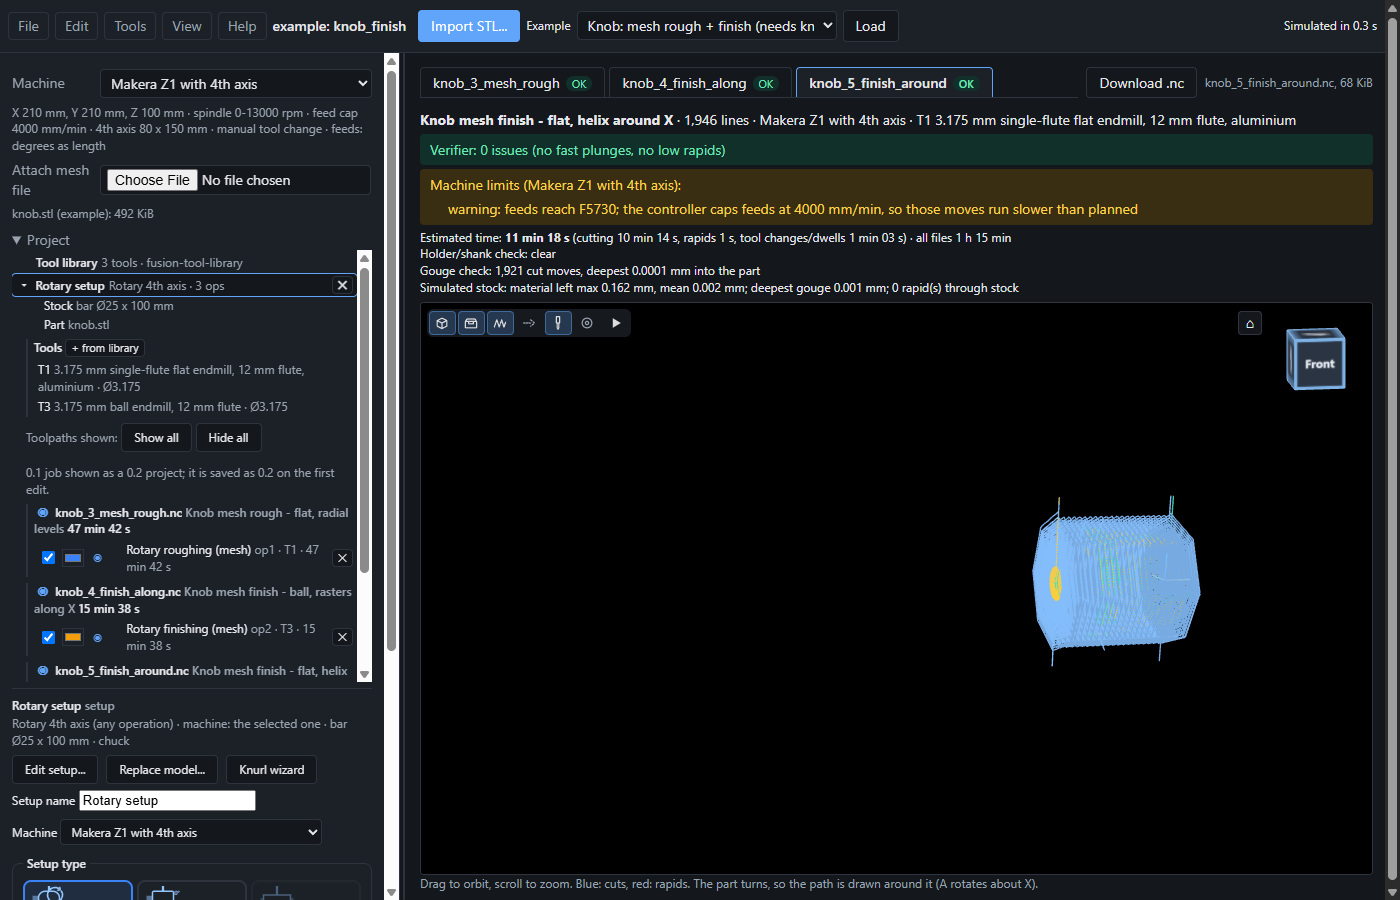 File Edit Tools View Help example: knob_finish Import STL... Example Knob: mesh rough + finish (needs kn Load Simulated in 0.3 s
Machine Makera Z1 with 4th axis
X 210 mm, Y 210 mm, Z 100 mm · spindle 0-13000 rpm · feed cap
4000 mm/min · 4th axis 80 x 150 mm · manual tool change · feeds:
degrees as length
Attach mesh
file
Choose File No file chosen
knob.stl (example): 492 KiB
Project
Tool library 3 tools · fusion-tool-library
Rotary setup Rotary 4th axis · 3 ops
Stock bar Ø25 x 100 mm
Part knob.stl
Tools + from library
T1 3.175 mm single-flute flat endmill, 12 mm flute,
aluminium · Ø3.175
T3 3.175 mm ball endmill, 12 mm flute · Ø3.175
Toolpaths shown: Show all Hide all
0.1 job shown as a 0.2 project; it is saved as 0.2 on the first
edit.
knob_3_mesh_rough.nc Knob mesh rough - flat, radial
levels 47 min 42 s
Rotary roughing (mesh) op1 · T1 · 47
min 42 s
knob_4_finish_along.nc Knob mesh finish - ball, rasters
along X 15 min 38 s
Rotary finishing (mesh) op2 · T3 · 15
min 38 s
knob_5_finish_around.nc Knob mesh finish - flat, helix
Rotary setup setup
Rotary 4th axis (any operation) · machine: the selected one · bar
Ø25 x 100 mm · chuck
Edit setup... Replace model... Knurl wizard
Setup name Rotary setup
Machine Makera Z1 with 4th axis
Setup type
knob_3_mesh_rough OK knob_4_finish_along OK knob_5_finish_around OK Download .nc knob_5_finish_around.nc, 68 KiB
Knob mesh finish - flat, helix around X · 1,946 lines · Makera Z1 with 4th axis · T1 3.175 mm single-flute flat endmill, 12 mm flute, aluminium
Verifier: 0 issues (no fast plunges, no low rapids)
Machine limits (Makera Z1 with 4th axis):
warning: feeds reach F5730; the controller caps feeds at 4000 mm/min, so those moves run slower than planned
Estimated time: 11 min 18 s (cutting 10 min 14 s, rapids 1 s, tool changes/dwells 1 min 03 s) · all files 1 h 15 min
Holder/shank check: clear
Gouge check: 1,921 cut moves, deepest 0.0001 mm into the part
Simulated stock: material left max 0.162 mm, mean 0.002 mm; deepest gouge 0.001 mm; 0 rapid(s) through stock
Front
Drag to orbit, scroll to zoom. Blue: cuts, red: rapids. The part turns, so the path is drawn around it (A rotates about X).